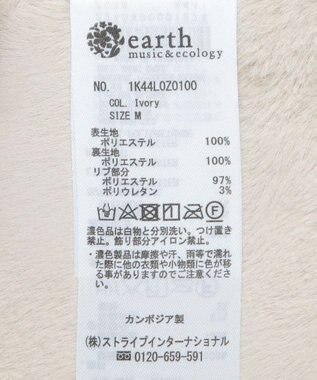 earth
music&ecology
NO. 1K44L0Z0100
COL. Ivory
SIZE M
表生地
ポリエステル 100%
裏生地
ポリエステル 100%
リブ部分
ポリエステル 97%
ポリウレタン 3%
濃色品は白物と分別洗い。つけ置き
禁止。飾り部分アイロン禁止。
・濃色製品は摩擦や汗、雨等で濡れ
た際に他の衣類や小物類に色が移
る事がありますのでご注意くださ
い。
カンボジア製
(株)ストライプインターナショナル
0120-659-591